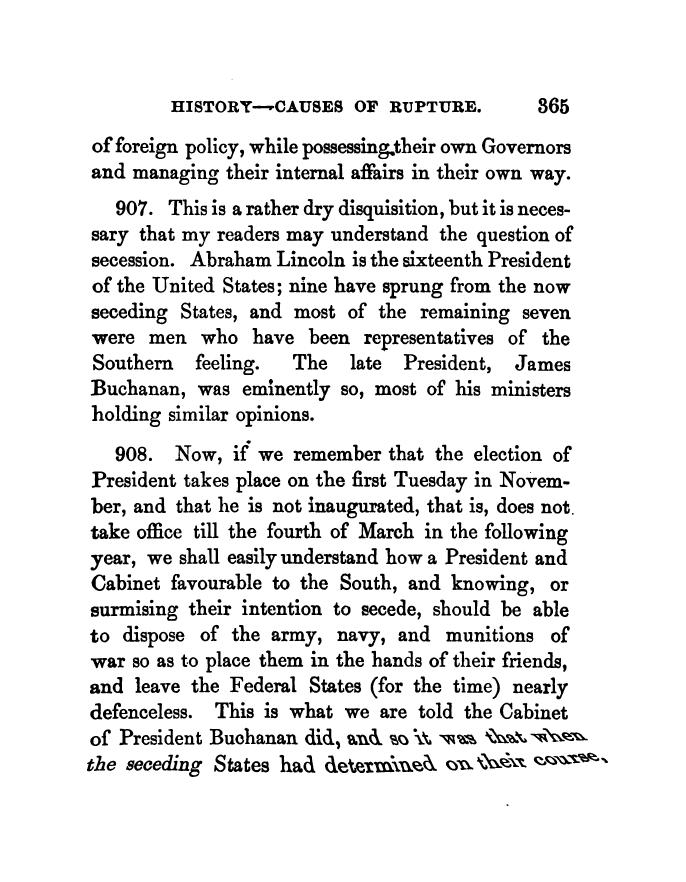 HISTORY—CAUSES OF RUPTURE. 365
of foreign policy, while possessing their own Governors
and managing their internal affairs in their own way.
907. This is a rather dry disquisition, but it is neces-
sary that my readers may understand the question of
secession. Abraham Lincoln is the sixteenth President
of the United States; nine have sprung from the now
seceding States, and most of the remaining seven
were men who have been representatives of the
Southern feeling. The late President, James
Buchanan, was eminently so, most of his ministers
holding similar opinions.
908. Now, if we remember that the election of
President takes place on the first Tuesday in Novem-
ber, and that he is not inaugurated, that is, does not
take office till the fourth of March in the following
year, we shall easily understand how a President and
Cabinet favourable to the South, and knowing, or
surmising their intention to secede, should be able
to dispose of the army, navy, and munitions of
war so as to place them in the hands of their friends,
and leave the Federal States (for the time) nearly
defenceless. This is what we are told the Cabinet
of President Buchanan did, and so it was that when
the seceding States had determined on their course,